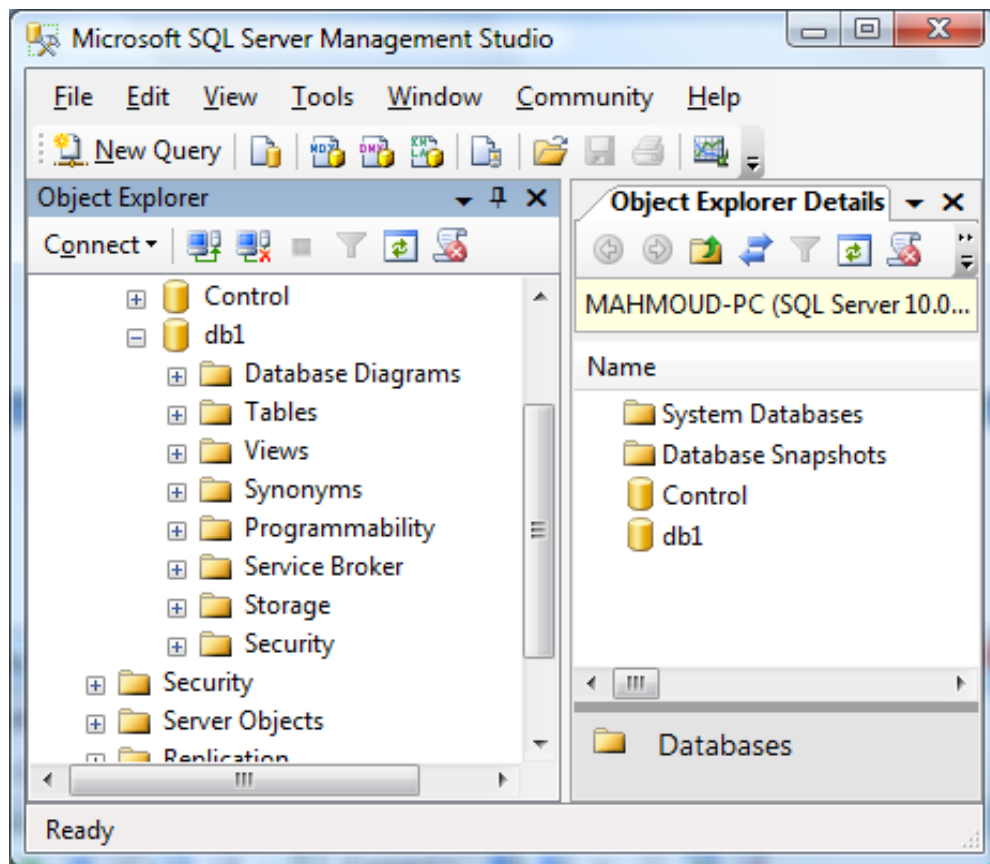 Microsoft SQL Server Management Studio
File Edit View Tools Window Community Help
New Query
Object Explorer
Connect
Control
db1
Database Diagrams
Tables
Views
Synonyms
Programmability
Service Broker
Storage
Security
Security
Server Objects
Replication
Object Explorer Details
MAHMOUD-PC (SQL Server 10.0...
Name
System Databases
Database Snapshots
Control
db1
Databases
Ready